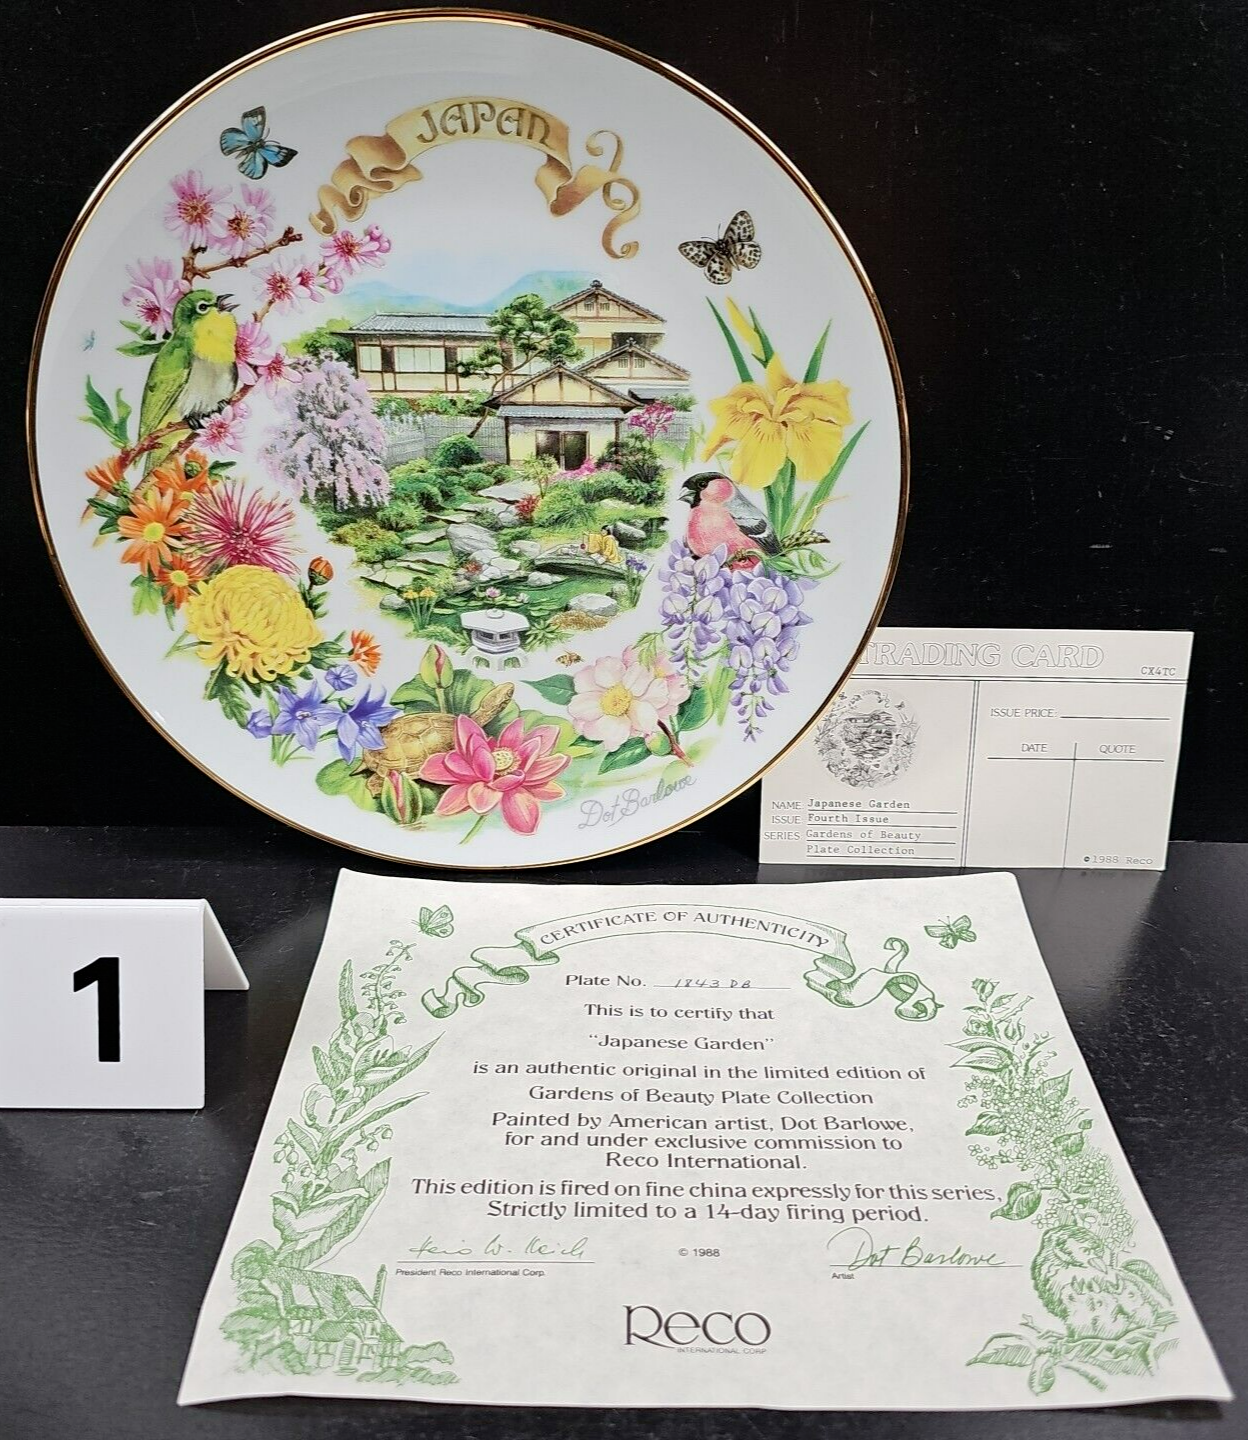 JAPAN
Dot Barlowe
TRADING CARD
CX4TC
ISSUE PRICE:
DATE QUOTE
NAME Japanese Garden
ISSUE Fourth Issue
SERIES Gardens of Beauty
Plate Collection
©1988 Reco
1
CERTIFICATE OF AUTHENTICITY
Plate No. 1843 DB
This is to certify that
"Japanese Garden"
is an authentic original in the limited edition of
Gardens of Beauty Plate Collection
Painted by American artist, Dot Barlowe,
for and under exclusive commission to
Reco International.
This edition is fired on fine china expressly for this series,
Strictly limited to a 14-day firing period.
© 1988
Dot Barlowe
President Reco International Corp.
Artist
Reco
INTERNATIONAL CORP